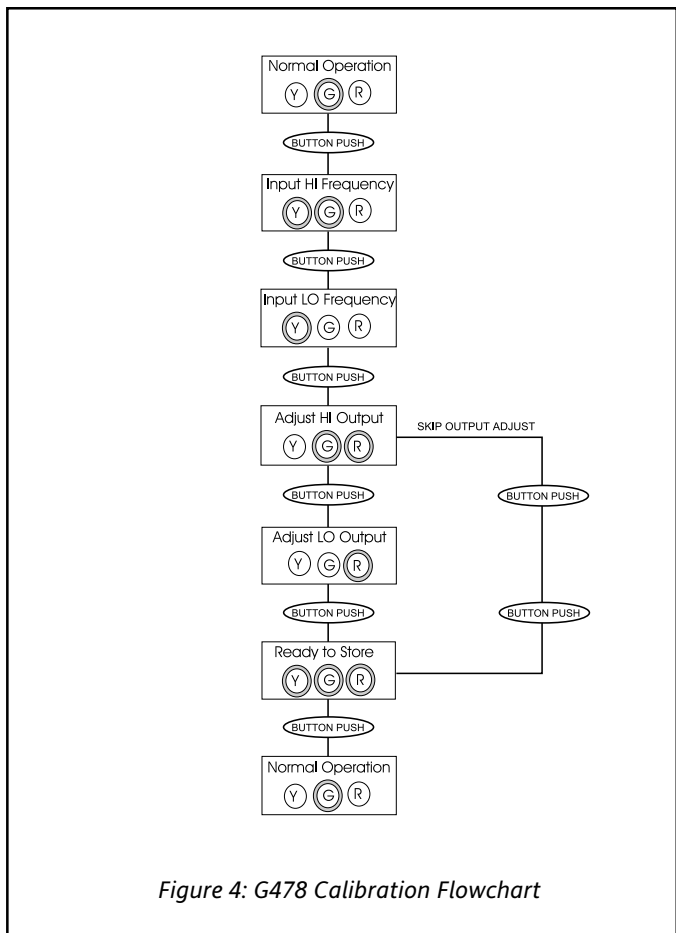 Normal Operation
Y G R
BUTTON PUSH
Input HI Frequency
Y G R
BUTTON PUSH
Input LO Frequency
Y G R
BUTTON PUSH
Adjust HI Output
Y G R
SKIP OUTPUT ADJUST
BUTTON PUSH
BUTTON PUSH
Adjust LO Output
Y G R
BUTTON PUSH
BUTTON PUSH
Ready to Store
Y G R
BUTTON PUSH
Normal Operation
Y G R
Figure 4: G478 Calibration Flowchart